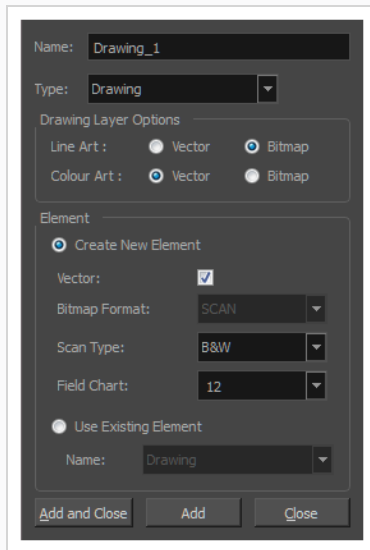 Name: Drawing_1
Type: Drawing
Drawing Layer Options
Line Art : Vector Bitmap
Colour Art : Vector Bitmap
Element
Create New Element
Vector:
Bitmap Format: SCAN
Scan Type: B&W
Field Chart: 12
Use Existing Element
Name: Drawing
Add and Close Add Close